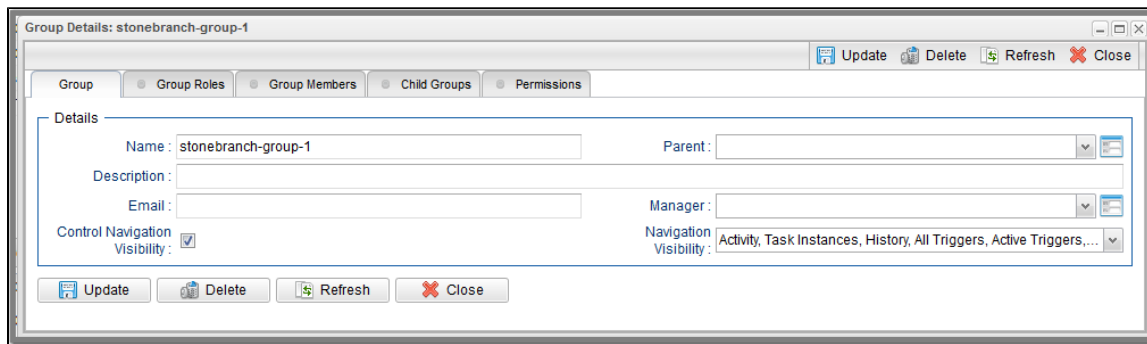 Group Details: stonebranch-group-1
Update Delete Refresh Close
Group Group Roles Group Members Child Groups Permissions
Details
Name : stonebranch-group-1 Parent :
Description :
Email : Manager :
Control Navigation Visibility : Navigation Visibility : Activity, Task Instances, History, All Triggers, Active Triggers,...
Update Delete Refresh Close